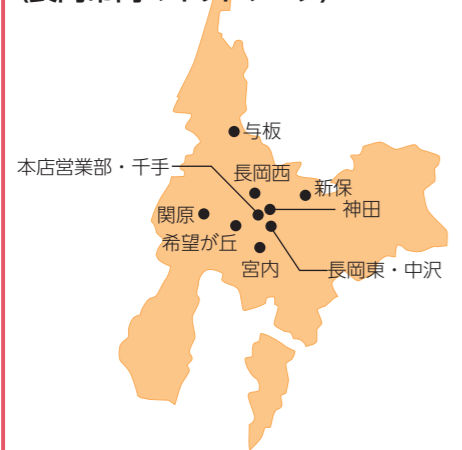 与板
本店営業部・千手
長岡西
新保
神田
関原
希望が丘
宮内
長岡東・中沢